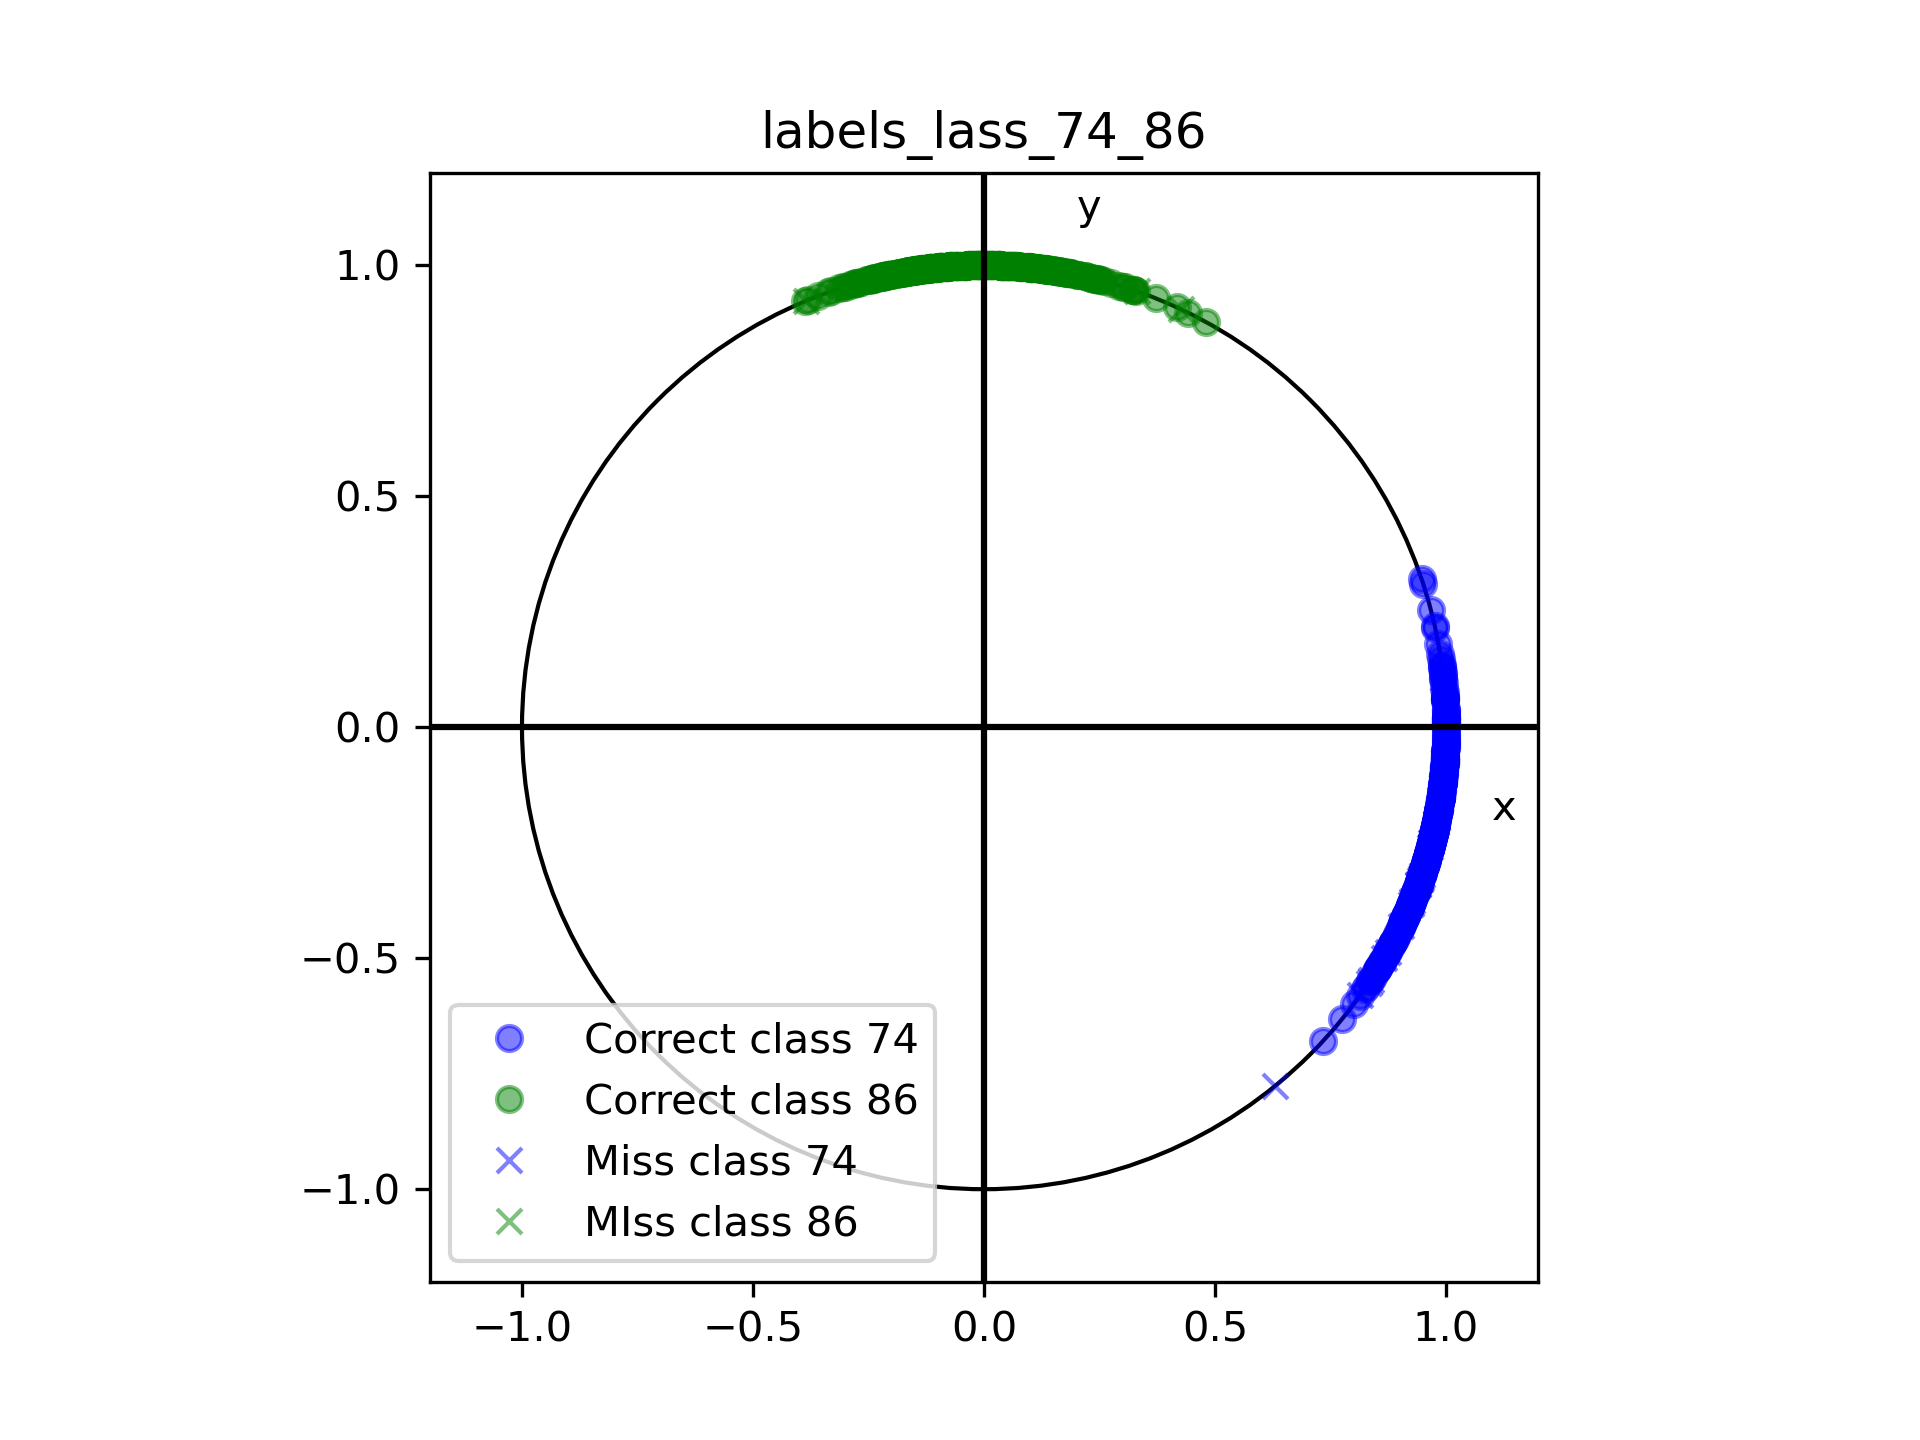 labels_lass_74_86
y
1.0
0.5
0.0
x
−0.5
−1.0
Correct class 74
Correct class 86
Miss class 74
MIss class 86
−1.0 −0.5 0.0 0.5 1.0